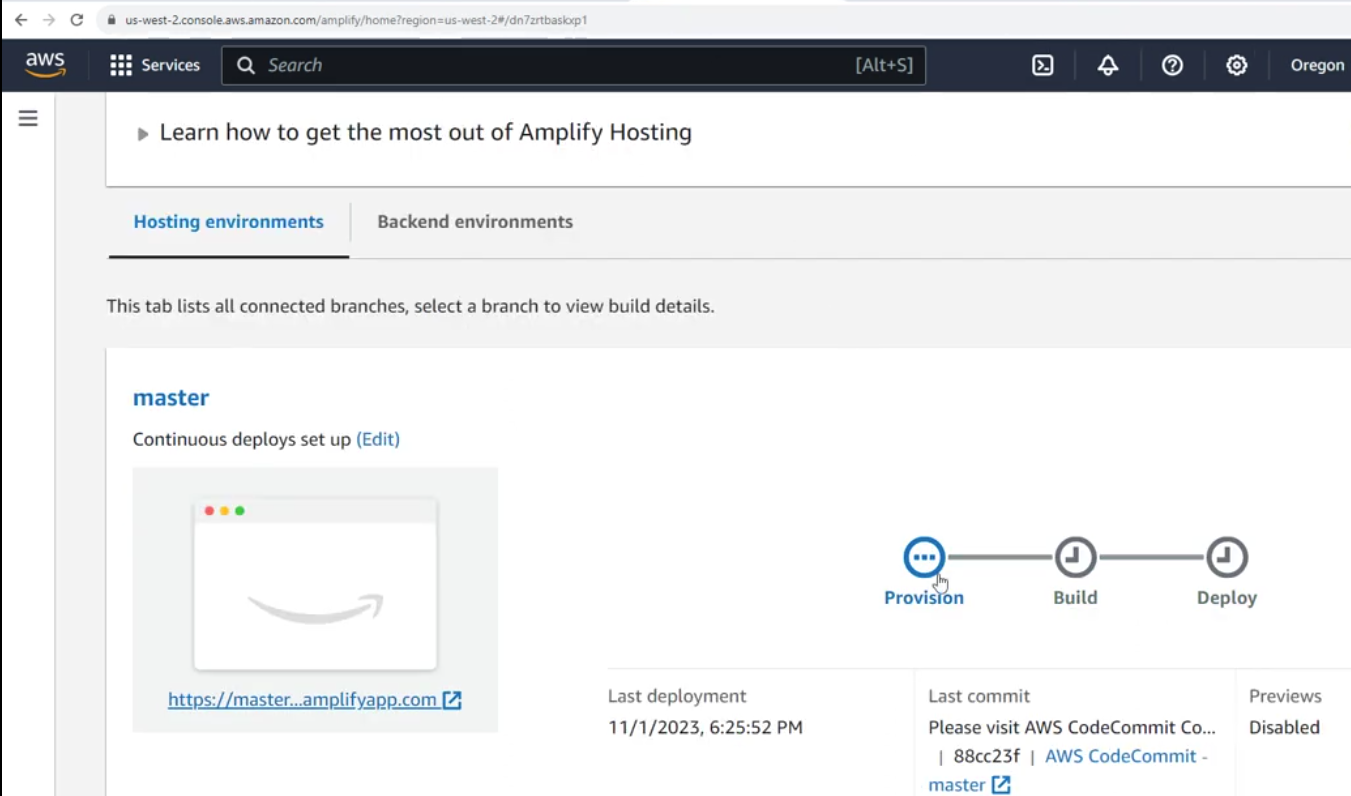 us-west-2.console.aws.amazon.com/amplify/home?region=us-west-2#/dn7zrtbaskxp1
aws Services Search [Alt+S] Oregon
Learn how to get the most out of Amplify Hosting
Hosting environments Backend environments
This tab lists all connected branches, select a branch to view build details.
master
Continuous deploys set up (Edit)
Provision Build Deploy
https://master...amplifyapp.com
Last deployment Last commit Previews
11/1/2023, 6:25:52 PM Please visit AWS CodeCommit Co... Disabled
| 88cc23f | AWS CodeCommit -
master